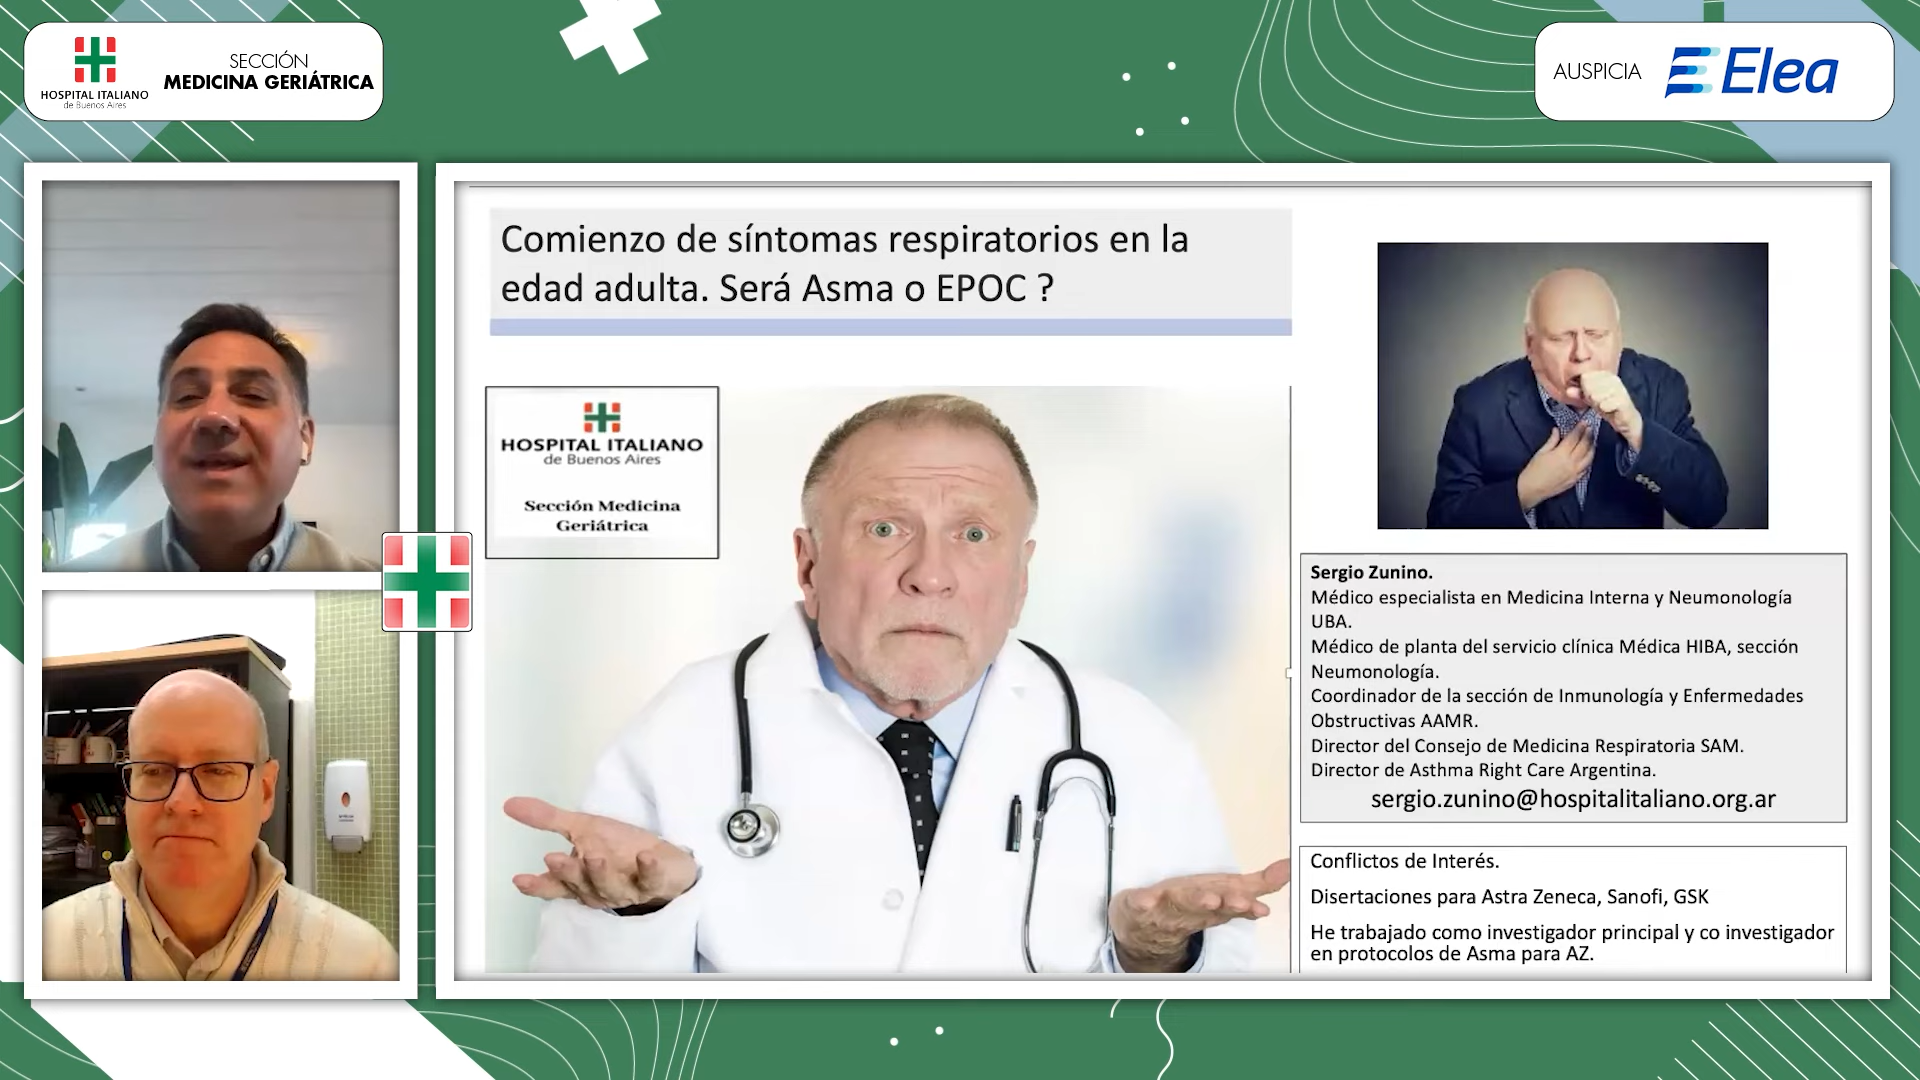 HOSPITAL ITALIANO
de Buenos Aires
SECCIÓN
MEDICINA GERIÁTRICA
AUSPICIA
Elea
Comienzo de síntomas respiratorios en la
edad adulta. Será Asma o EPOC ?
HOSPITAL ITALIANO
de Buenos Aires
Sección Medicina
Geriátrica
Sergio Zunino.
Médico especialista en Medicina Interna y Neumonología
UBA.
Médico de planta del servicio clínica Médica HIBA, sección
Neumonología.
Coordinador de la sección de Inmunología y Enfermedades
Obstructivas AAMR.
Director del Consejo de Medicina Respiratoria SAM.
Director de Asthma Right Care Argentina.
sergio.zunino@hospitalitaliano.org.ar
Conflictos de Interés.
Disertaciones para Astra Zeneca, Sanofi, GSK
He trabajado como investigador principal y co investigador
en protocolos de Asma para AZ.